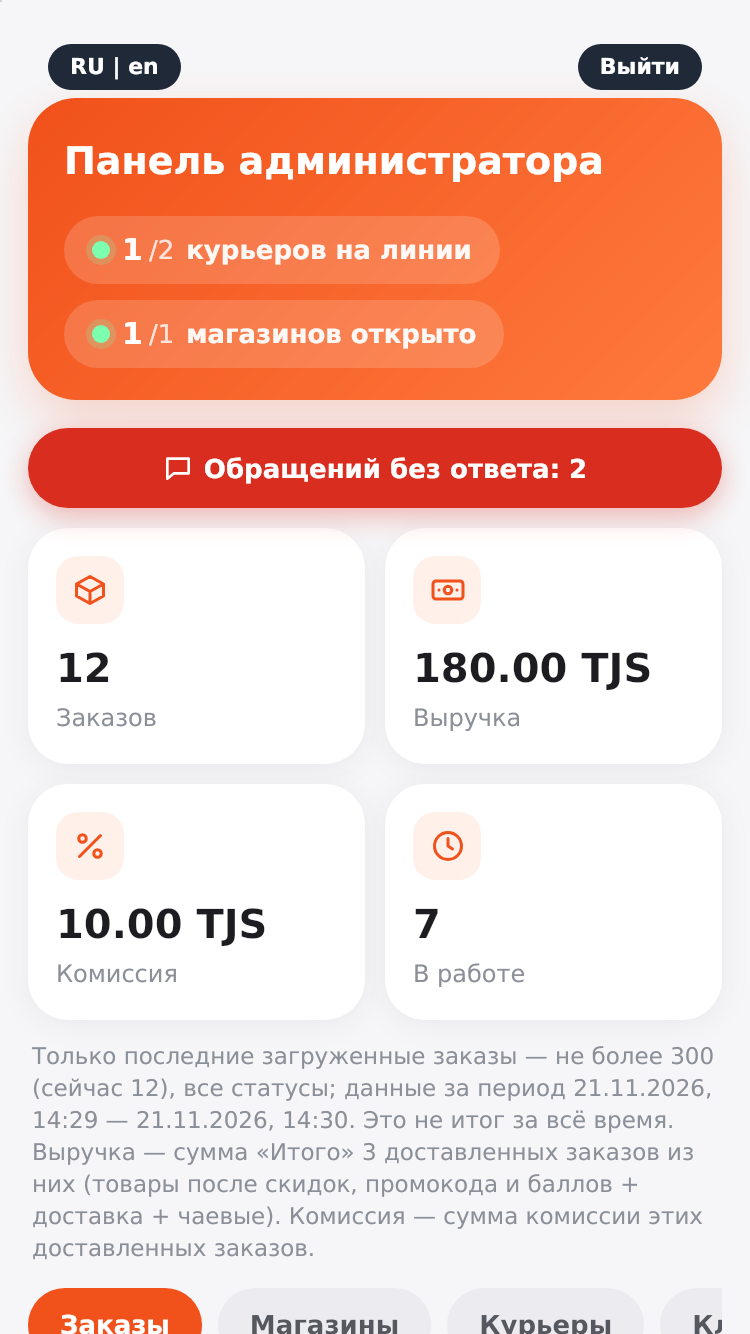 RU | en
Выйти
Панель администратора
1 /2 курьеров на линии
1 /1 магазинов открыто
Обращений без ответа: 2
12
Заказов
180.00 TJS
Выручка
10.00 TJS
Комиссия
7
В работе
Только последние загруженные заказы — не более 300
(сейчас 12), все статусы; данные за период 21.11.2026,
14:29 — 21.11.2026, 14:30. Это не итог за всё время.
Выручка — сумма «Итого» 3 доставленных заказов из
них (товары после скидок, промокода и баллов +
доставка + чаевые). Комиссия — сумма комиссии этих
доставленных заказов.
Заказы
Магазины
Курьеры